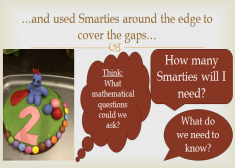 ...and used Smarties around the edge to
cover the gaps...
Think:
What
mathematical
questions
could we
ask?
How many
Smarties will I
need?
What do
we need to
know?
2